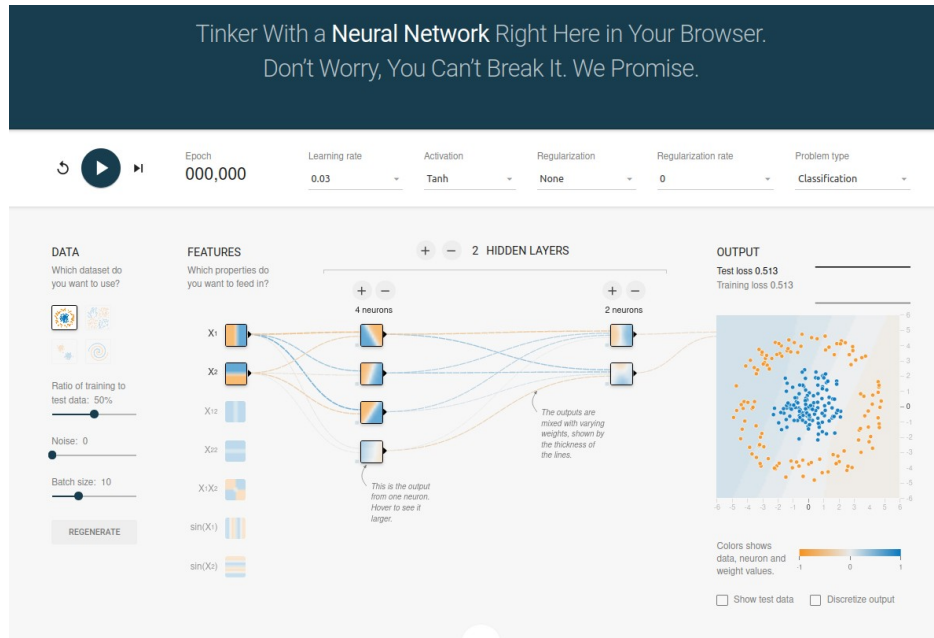 Tinker With a Neural Network Right Here in Your Browser.
Don't Worry, You Can't Break It. We Promise.
Epoch
000,000
Learning rate
0.03
Activation
Tanh
Regularization
None
Regularization rate
0
Problem type
Classification
DATA
Which dataset do
you want to use?
Ratio of training to
test data: 50%
Noise: 0
Batch size: 10
REGENERATE
FEATURES
Which properties do
you want to feed in?
X1
X2
X12
X22
X1X2
sin(X1)
sin(X2)
+ − 2 HIDDEN LAYERS
+ −
4 neurons
+ −
2 neurons
This is the output
from one neuron.
Hover to see it
larger.
The outputs are
mixed with varying
weights, shown by
the thickness of
the lines.
OUTPUT
Test loss 0.513
Training loss 0.513
6
5
4
3
2
1
0
-1
-2
-3
-4
-5
-6
-6 -5 -4 -3 -2 -1 0 1 2 3 4 5 6
Colors shows
data, neuron and
weight values.
-1 0 1
Show test data
Discretize output